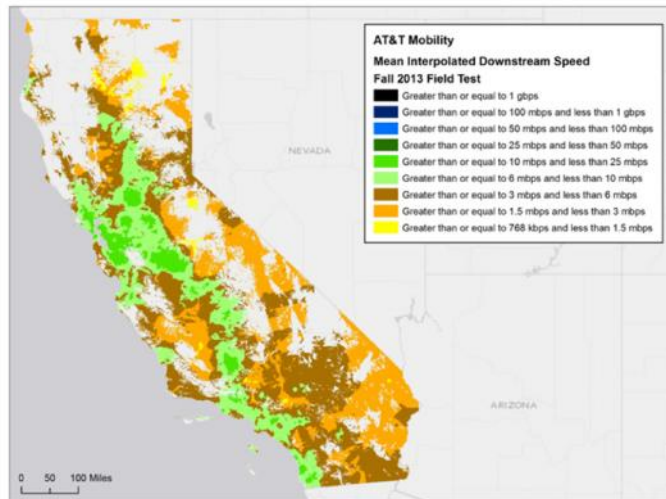 AT&T Mobility
Mean Interpolated Downstream Speed
Fall 2013 Field Test
Greater than or equal to 1 gbps
Greater than or equal to 100 mbps and less than 1 gbps
Greater than or equal to 50 mbps and less than 100 mbps
Greater than or equal to 25 mbps and less than 50 mbps
Greater than or equal to 10 mbps and less than 25 mbps
Greater than or equal to 6 mbps and less than 10 mbps
Greater than or equal to 3 mbps and less than 6 mbps
Greater than or equal to 1.5 mbps and less than 3 mbps
Greater than or equal to 768 kbps and less than 1.5 mbps
NEVADA
ARIZONA
0 50 100 Miles